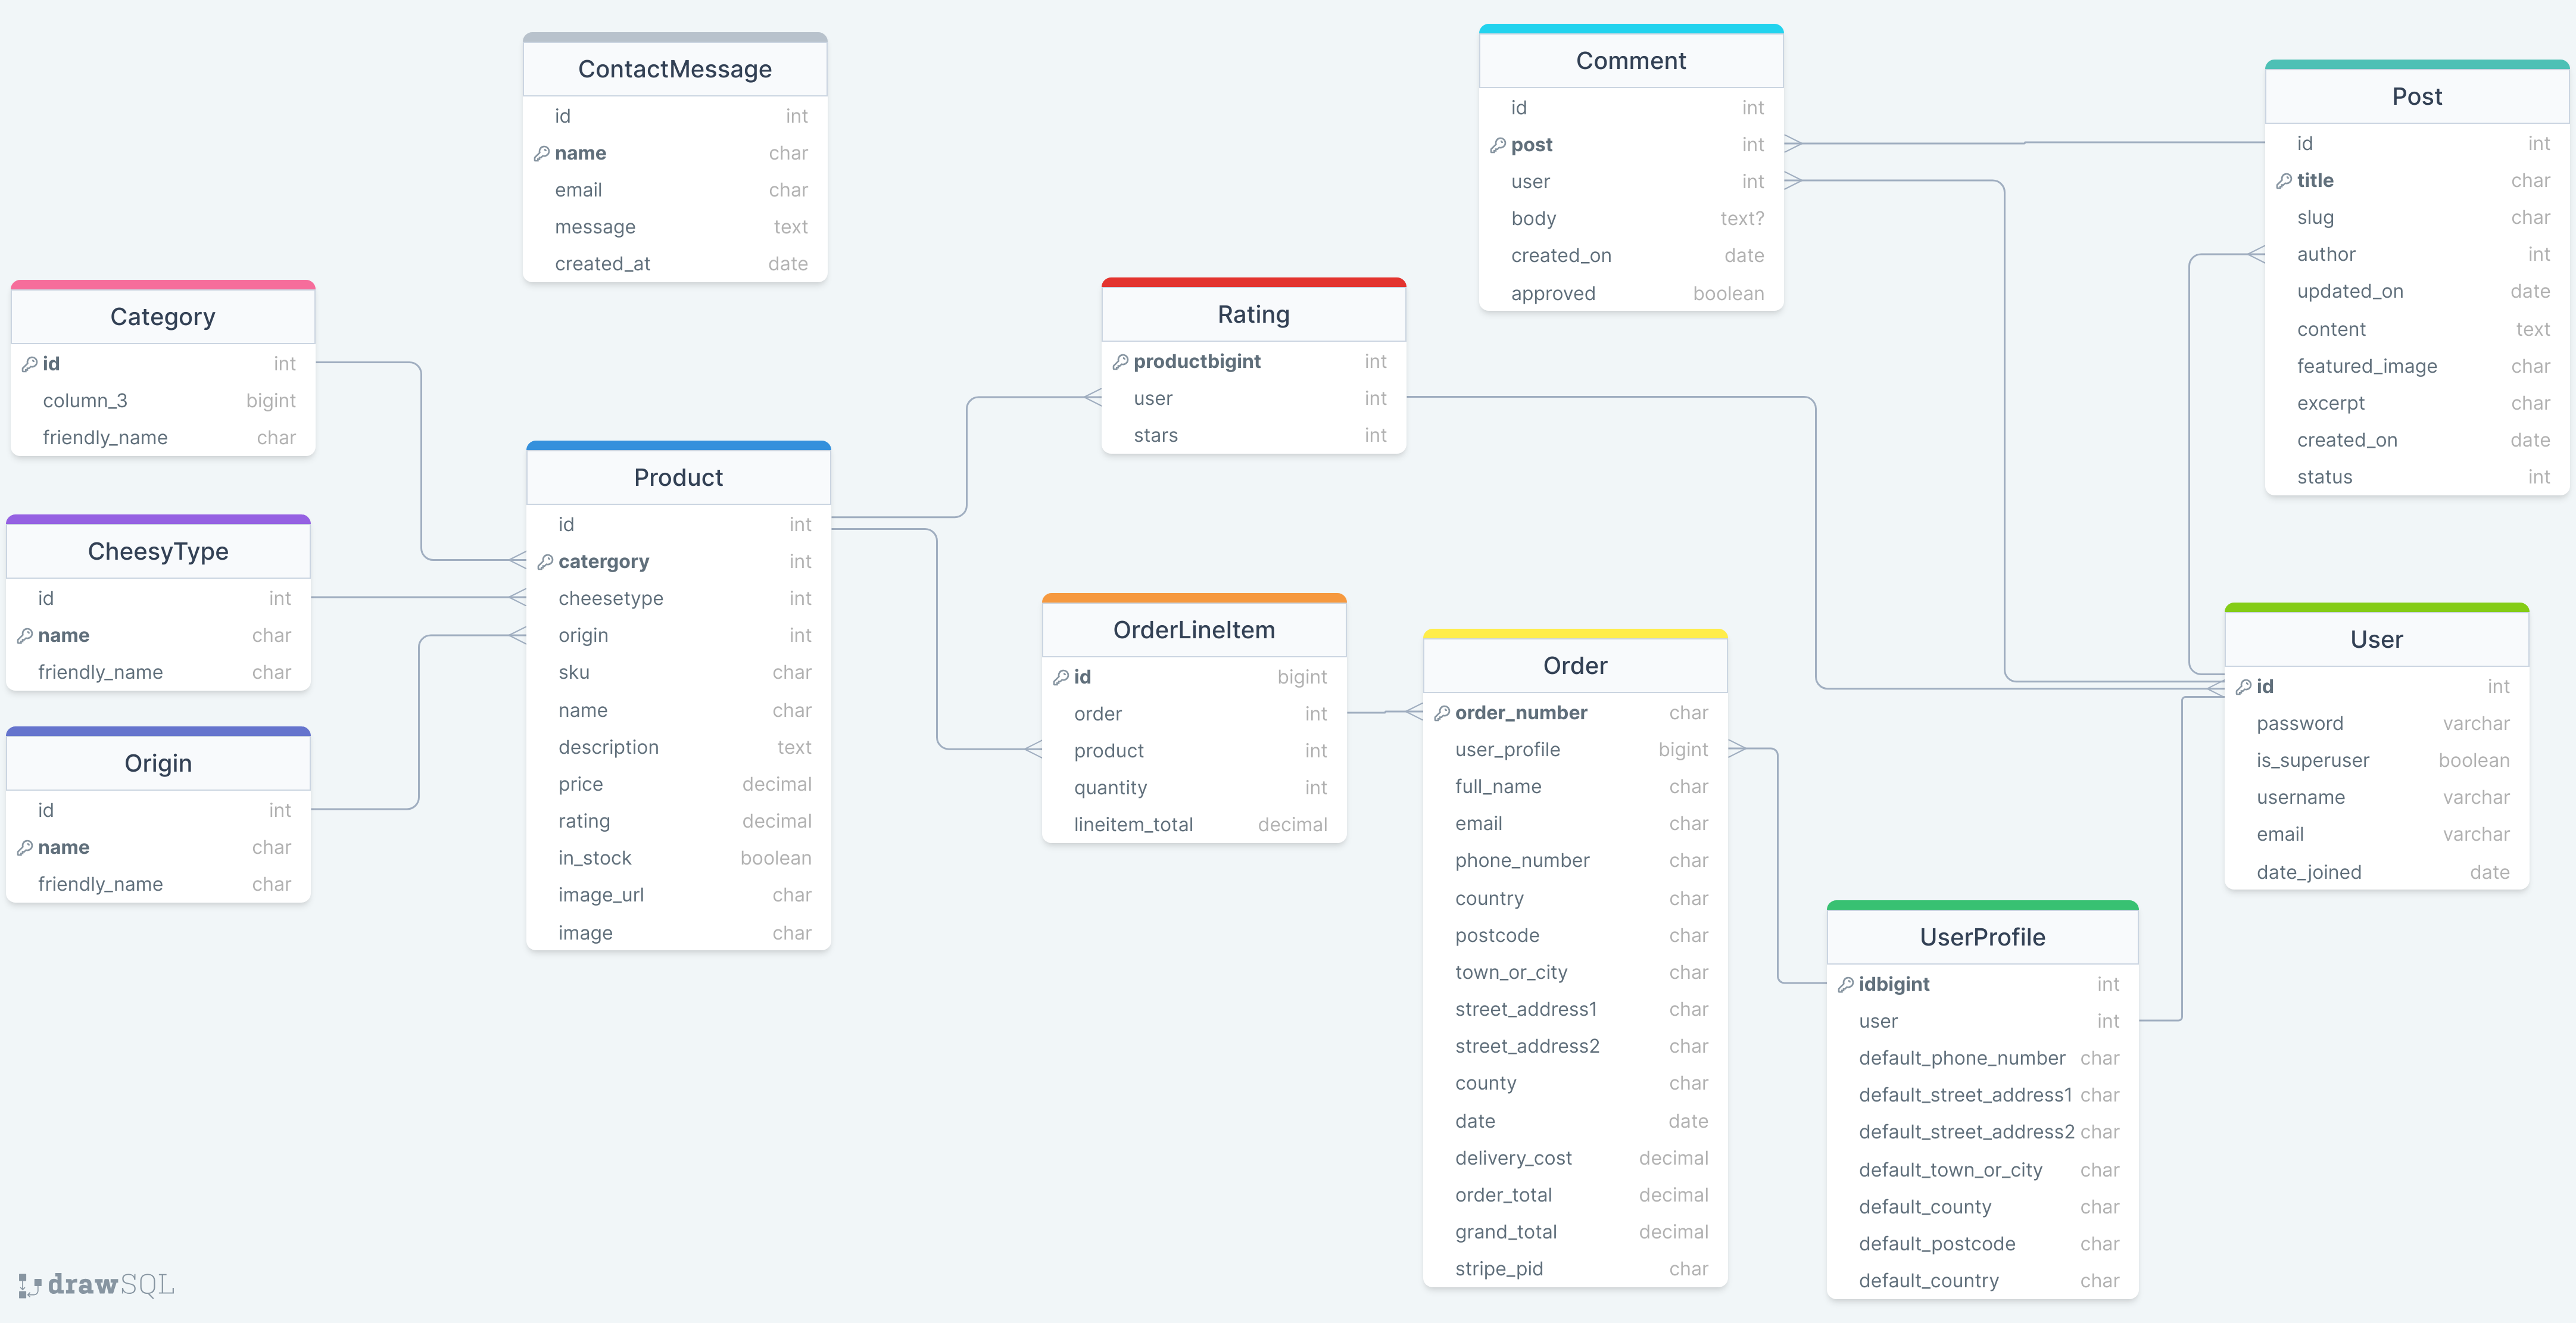 ContactMessage
id int
name char
email char
message text
created_at date
Comment
id int
post int
user int
body text?
created_on date
approved boolean
Post
id int
title char
slug char
author int
updated_on date
content text
featured_image char
excerpt char
created_on date
status int
Category
id int
column_3 bigint
friendly_name char
Rating
productbigint int
user int
stars int
Product
id int
catergory int
cheesetype int
origin int
sku char
name char
description text
price decimal
rating decimal
in_stock boolean
image_url char
image char
CheesyType
id int
name char
friendly_name char
Origin
id int
name char
friendly_name char
OrderLineItem
id bigint
order int
product int
quantity int
lineitem_total decimal
Order
order_number char
user_profile bigint
full_name char
email char
phone_number char
country char
postcode char
town_or_city char
street_address1 char
street_address2 char
county char
date date
delivery_cost decimal
order_total decimal
grand_total decimal
stripe_pid char
User
id int
password varchar
is_superuser boolean
username varchar
email varchar
date_joined date
UserProfile
idbigint int
user int
default_phone_number char
default_street_address1 char
default_street_address2 char
default_town_or_city char
default_county char
default_postcode char
default_country char
drawSQL